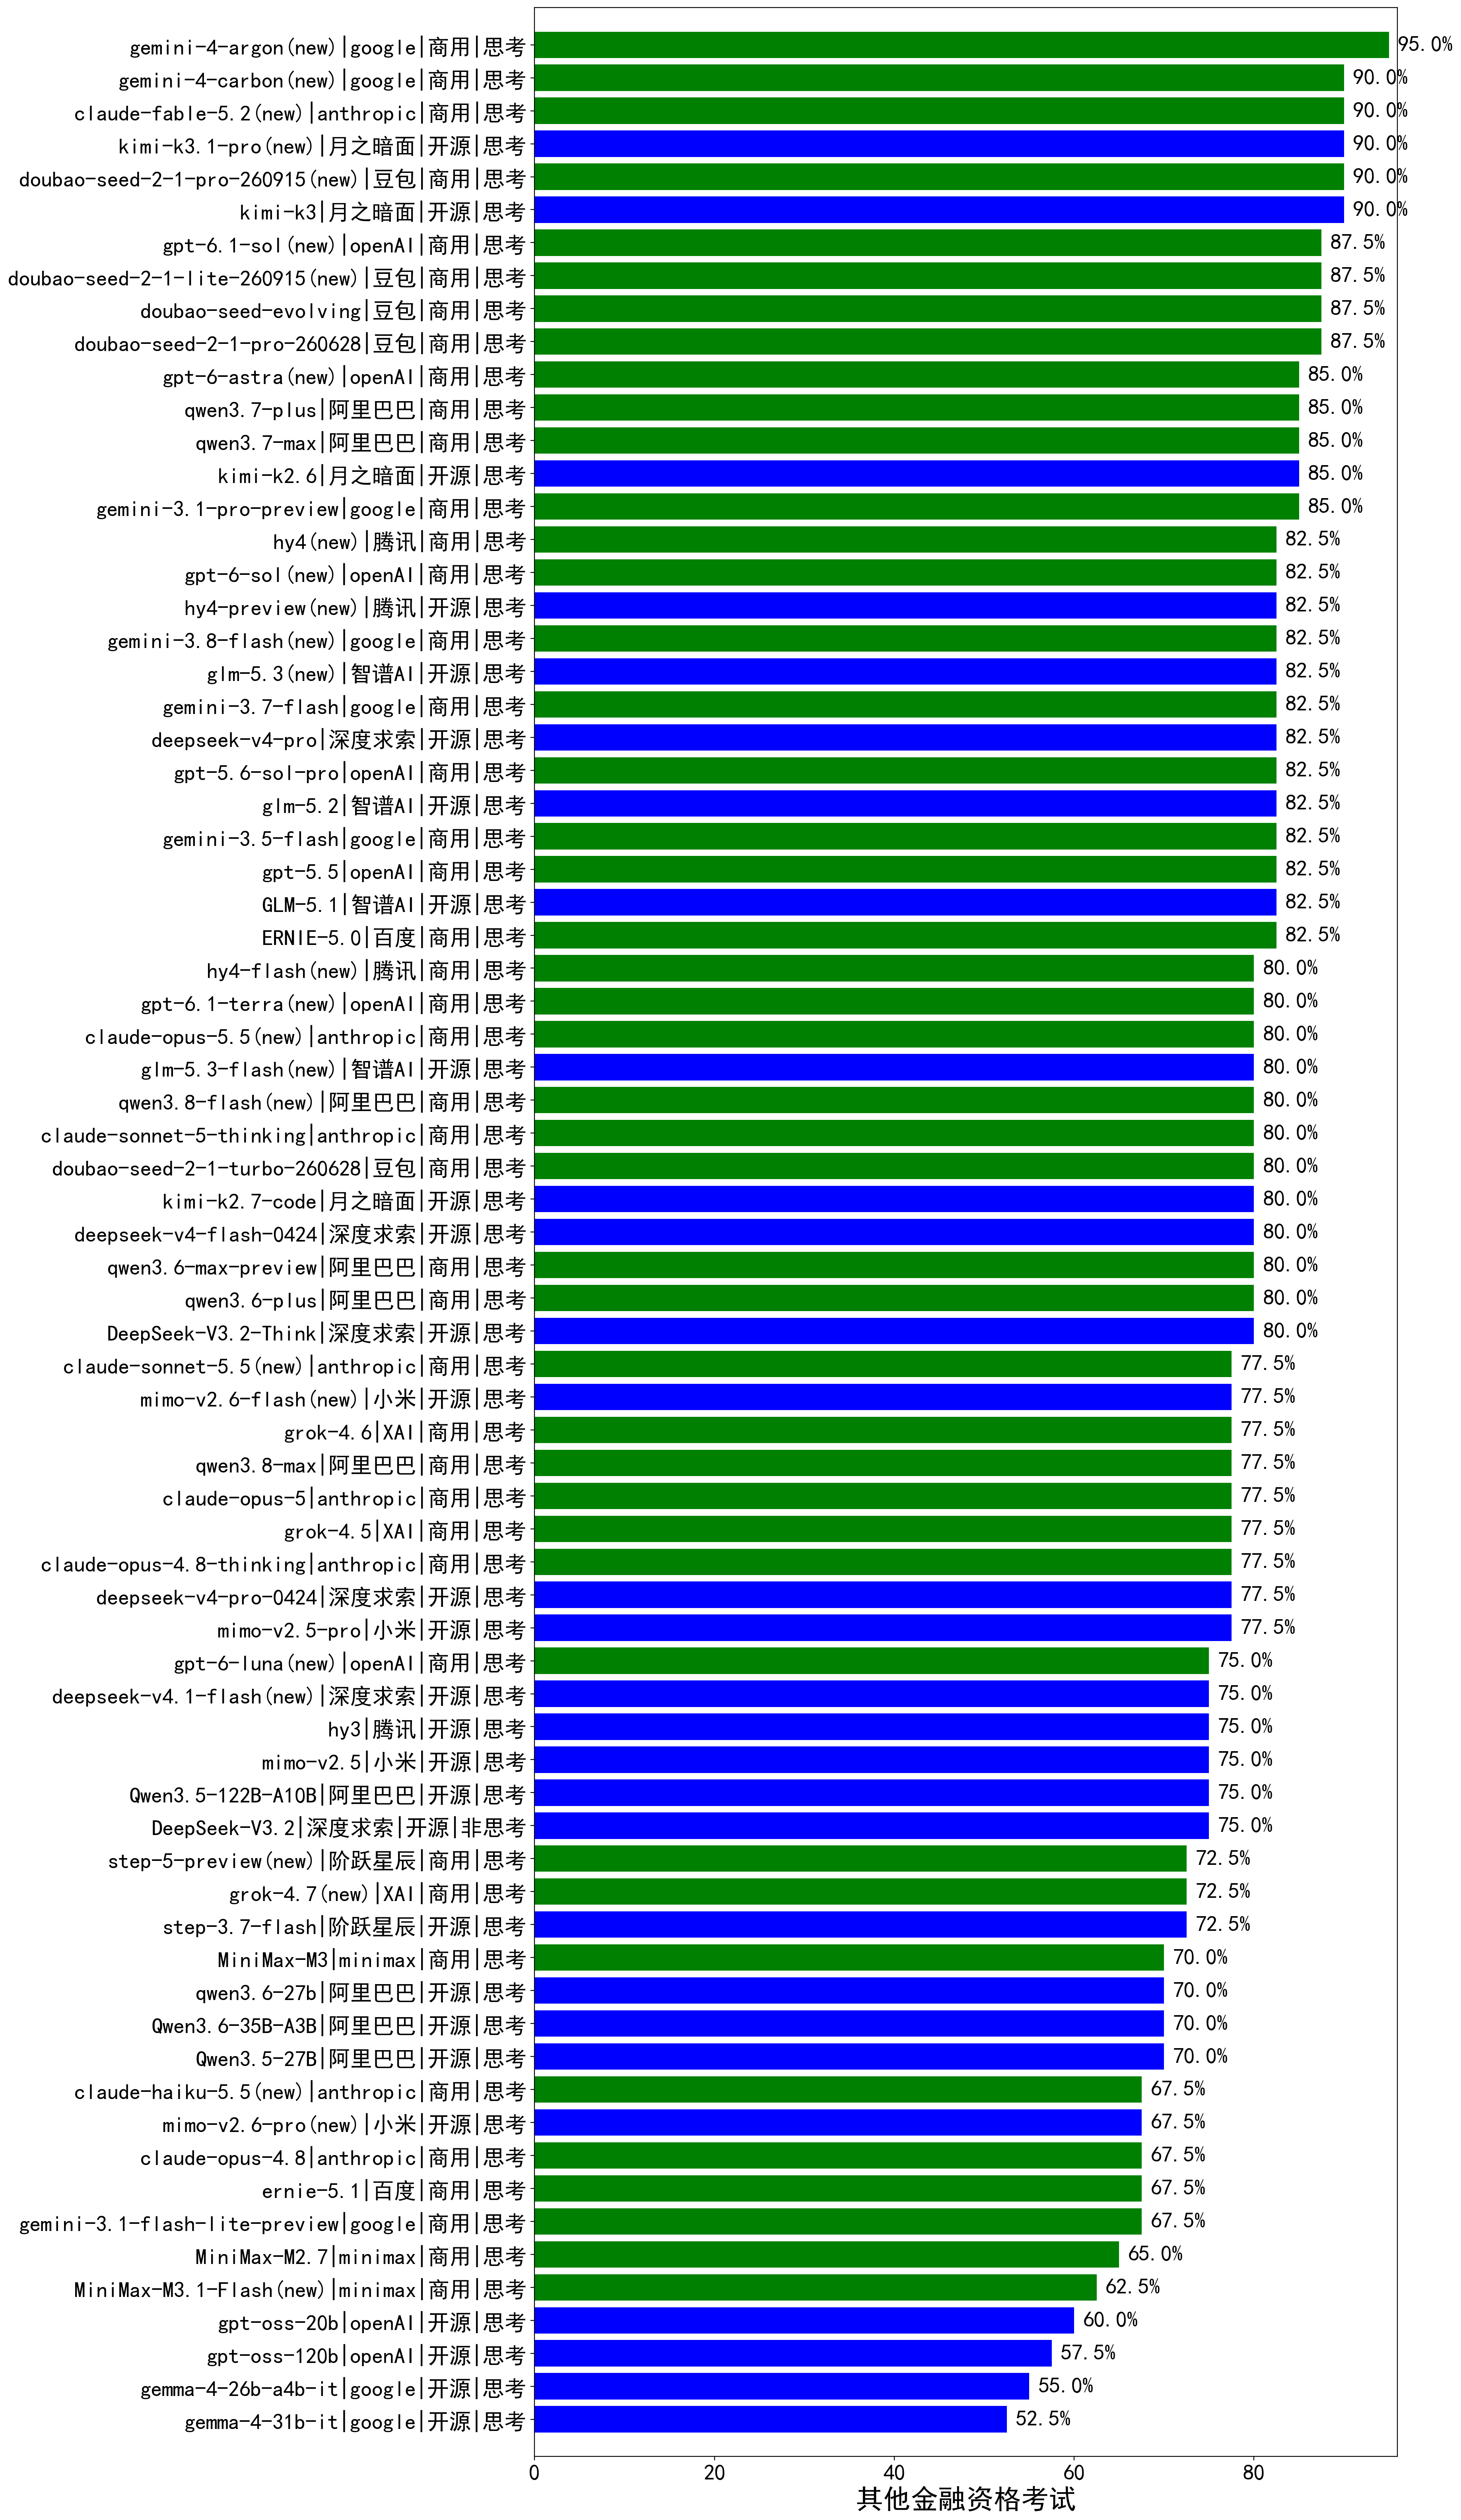 gemini-4-argon(new)|google|商用|思考 95.0%
gemini-4-carbon(new)|google|商用|思考 90.0%
claude-fable-5.2(new)|anthropic|商用|思考 90.0%
kimi-k3.1-pro(new)|月之暗面|开源|思考 90.0%
doubao-seed-2-1-pro-260915(new)|豆包|商用|思考 90.0%
kimi-k3|月之暗面|开源|思考 90.0%
gpt-6.1-sol(new)|openAI|商用|思考 87.5%
doubao-seed-2-1-lite-260915(new)|豆包|商用|思考 87.5%
doubao-seed-evolving|豆包|商用|思考 87.5%
doubao-seed-2-1-pro-260628|豆包|商用|思考 87.5%
gpt-6-astra(new)|openAI|商用|思考 85.0%
qwen3.7-plus|阿里巴巴|商用|思考 85.0%
qwen3.7-max|阿里巴巴|商用|思考 85.0%
kimi-k2.6|月之暗面|开源|思考 85.0%
gemini-3.1-pro-preview|google|商用|思考 85.0%
hy4(new)|腾讯|商用|思考 82.5%
gpt-6-sol(new)|openAI|商用|思考 82.5%
hy4-preview(new)|腾讯|开源|思考 82.5%
gemini-3.8-flash(new)|google|商用|思考 82.5%
glm-5.3(new)|智谱AI|开源|思考 82.5%
gemini-3.7-flash|google|商用|思考 82.5%
deepseek-v4-pro|深度求索|开源|思考 82.5%
gpt-5.6-sol-pro|openAI|商用|思考 82.5%
glm-5.2|智谱AI|开源|思考 82.5%
gemini-3.5-flash|google|商用|思考 82.5%
gpt-5.5|openAI|商用|思考 82.5%
GLM-5.1|智谱AI|开源|思考 82.5%
ERNIE-5.0|百度|商用|思考 82.5%
hy4-flash(new)|腾讯|商用|思考 80.0%
gpt-6.1-terra(new)|openAI|商用|思考 80.0%
claude-opus-5.5(new)|anthropic|商用|思考 80.0%
glm-5.3-flash(new)|智谱AI|开源|思考 80.0%
qwen3.8-flash(new)|阿里巴巴|商用|思考 80.0%
claude-sonnet-5-thinking|anthropic|商用|思考 80.0%
doubao-seed-2-1-turbo-260628|豆包|商用|思考 80.0%
kimi-k2.7-code|月之暗面|开源|思考 80.0%
deepseek-v4-flash-0424|深度求索|开源|思考 80.0%
qwen3.6-max-preview|阿里巴巴|商用|思考 80.0%
qwen3.6-plus|阿里巴巴|商用|思考 80.0%
DeepSeek-V3.2-Think|深度求索|开源|思考 80.0%
claude-sonnet-5.5(new)|anthropic|商用|思考 77.5%
mimo-v2.6-flash(new)|小米|开源|思考 77.5%
grok-4.6|XAI|商用|思考 77.5%
qwen3.8-max|阿里巴巴|商用|思考 77.5%
claude-opus-5|anthropic|商用|思考 77.5%
grok-4.5|XAI|商用|思考 77.5%
claude-opus-4.8-thinking|anthropic|商用|思考 77.5%
deepseek-v4-pro-0424|深度求索|开源|思考 77.5%
mimo-v2.5-pro|小米|开源|思考 77.5%
gpt-6-luna(new)|openAI|商用|思考 75.0%
deepseek-v4.1-flash(new)|深度求索|开源|思考 75.0%
hy3|腾讯|开源|思考 75.0%
mimo-v2.5|小米|开源|思考 75.0%
Qwen3.5-122B-A10B|阿里巴巴|开源|思考 75.0%
DeepSeek-V3.2|深度求索|开源|非思考 75.0%
step-5-preview(new)|阶跃星辰|商用|思考 72.5%
grok-4.7(new)|XAI|商用|思考 72.5%
step-3.7-flash|阶跃星辰|开源|思考 72.5%
MiniMax-M3|minimax|商用|思考 70.0%
qwen3.6-27b|阿里巴巴|开源|思考 70.0%
Qwen3.6-35B-A3B|阿里巴巴|开源|思考 70.0%
Qwen3.5-27B|阿里巴巴|开源|思考 70.0%
claude-haiku-5.5(new)|anthropic|商用|思考 67.5%
mimo-v2.6-pro(new)|小米|开源|思考 67.5%
claude-opus-4.8|anthropic|商用|思考 67.5%
ernie-5.1|百度|商用|思考 67.5%
gemini-3.1-flash-lite-preview|google|商用|思考 67.5%
MiniMax-M2.7|minimax|商用|思考 65.0%
MiniMax-M3.1-Flash(new)|minimax|商用|思考 62.5%
gpt-oss-20b|openAI|开源|思考 60.0%
gpt-oss-120b|openAI|开源|思考 57.5%
gemma-4-26b-a4b-it|google|开源|思考 55.0%
gemma-4-31b-it|google|开源|思考 52.5%
0 20 40 60 80
其他金融资格考试